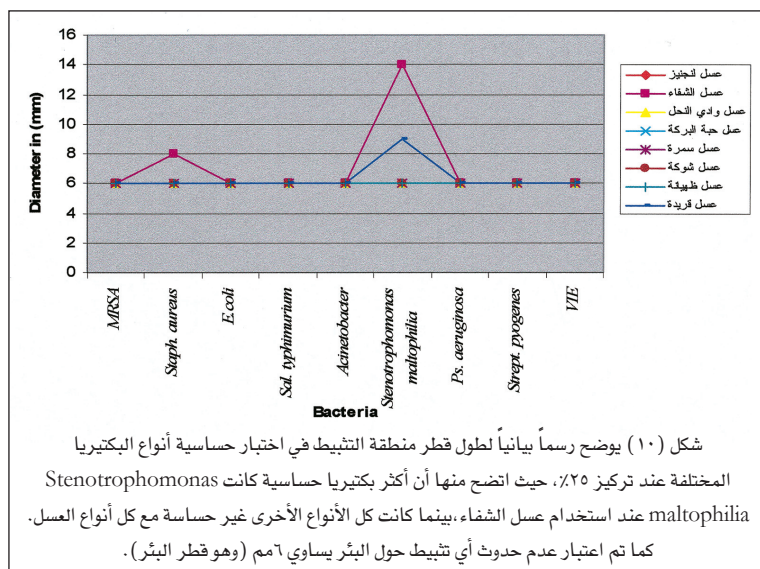 16
14
12
10
8
6
4
2
0
Diameter in (mm)
MRSA
Staph. aureus
E.coli
Sal. typhimurium
Acinetobacter
Stenotrophomonas
maltophilia
Ps. aeruginosa
Strept. pyogenes
VIE
Bacteria
عسل لنجنيز
عسل الشفاء
عسل وادي النحل
عسل حبة البركة
عسل سمرة
عسل شوكة
عسل ظهيانة
عسل قريدة
شكل (١٠) يوضح رسماً بيانياً لطول قطر منطقة التثبيط في اختبار حساسية أنواع البكتيريا
المختلفة عند تركيز ٢٥٪، حيث اتضح منها أن أكثر بكتيريا حساسية كانت Stenotrophomonas
maltophilia عند استخدام عسل الشفاء،بينما كانت كل الأنواع الأخرى غير حساسة مع كل أنواع العسل.
كما تم اعتبار عدم حدوث أي تثبيط حول البئر يساوي ٦مم (وهو قطر البئر).